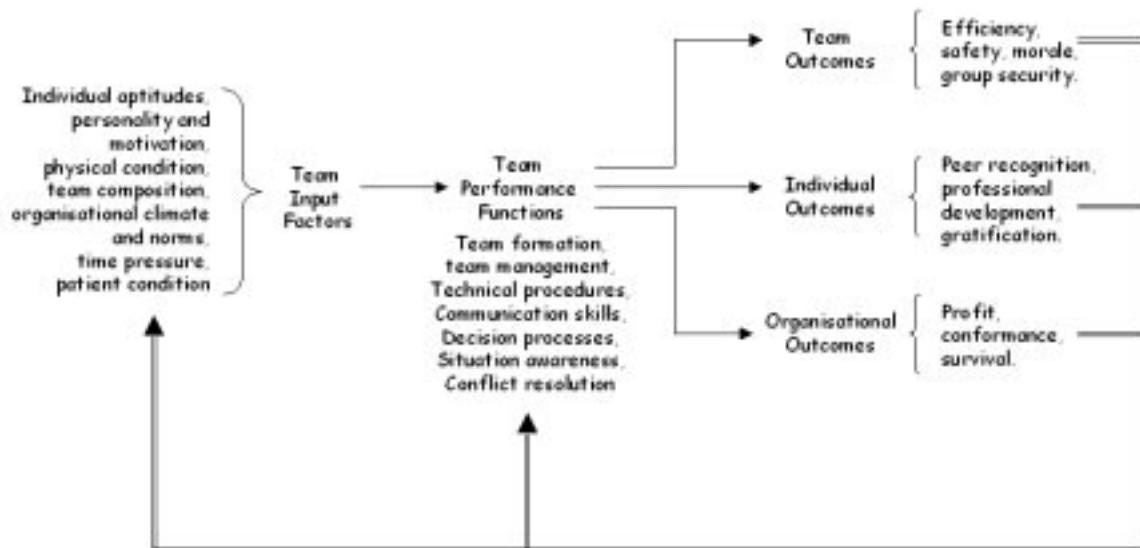 Individual aptitudes,
personality and
motivation,
physical condition,
team composition,
organisational climate
and norms,
time pressure,
patient condition
Team
Input
Factors
Team
Performance
Functions
Team formation,
team management,
Technical procedures,
Communication skills,
Decision processes,
Situation awareness,
Conflict resolution
Team
Outcomes
Efficiency,
safety, morale,
group security.
Individual
Outcomes
Peer recognition,
professional
development,
gratification.
Organisational
Outcomes
Profit,
conformance,
survival.